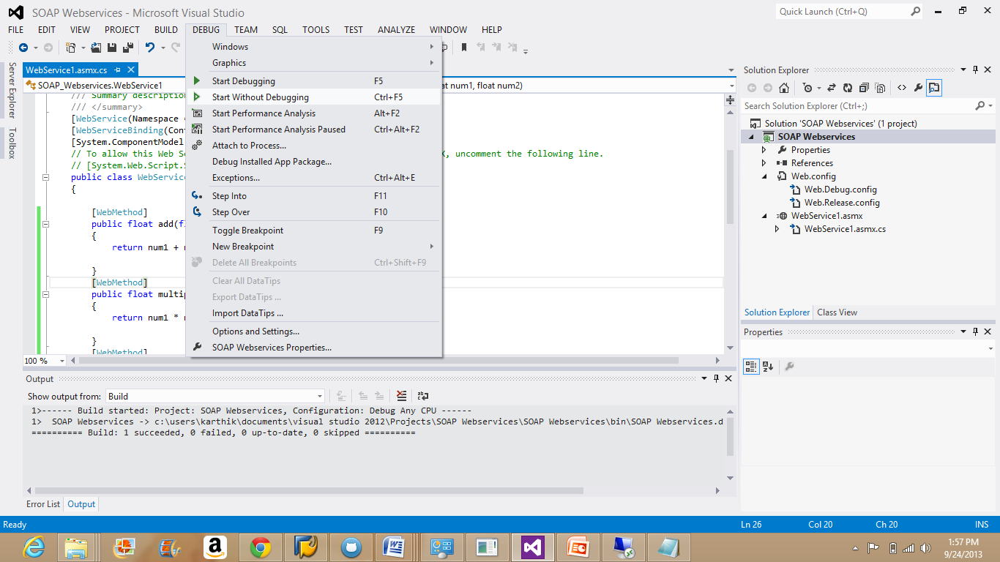 SOAP Webservices - Microsoft Visual Studio
Quick Launch (Ctrl+Q)
FILE EDIT VIEW PROJECT BUILD DEBUG TEAM SQL TOOLS TEST ANALYZE WINDOW HELP
Server Explorer
Toolbox
WebService1.asmx.cs
SOAP_Webservices.WebService1
at num1, float num2)
/// Summary description
/// </summary>
[WebService(Namespace =
[WebServiceBinding(Con
[System.ComponentModel
// To allow this Web Se
X, uncomment the following line.
// [System.Web.Script.S
public class WebService
{
[WebMethod]
public float add(fl
{
return num1 + n
}
[WebMethod]
public float multip
{
return num1 * n
}
[WebMethod]
100 %
Windows
Graphics
Start Debugging F5
Start Without Debugging Ctrl+F5
Start Performance Analysis Alt+F2
Start Performance Analysis Paused Ctrl+Alt+F2
Attach to Process...
Debug Installed App Package...
Exceptions... Ctrl+Alt+E
Step Into F11
Step Over F10
Toggle Breakpoint F9
New Breakpoint
Delete All Breakpoints Ctrl+Shift+F9
Clear All DataTips
Export DataTips ...
Import DataTips ...
Options and Settings...
SOAP Webservices Properties...
Solution Explorer
Search Solution Explorer (Ctrl+;)
Solution 'SOAP Webservices' (1 project)
SOAP Webservices
Properties
References
Web.config
Web.Debug.config
Web.Release.config
WebService1.asmx
WebService1.asmx.cs
Solution Explorer Class View
Properties
Output
Show output from: Build
1>------ Build started: Project: SOAP Webservices, Configuration: Debug Any CPU ------
1> SOAP Webservices -> c:\users\karthik\documents\visual studio 2012\Projects\SOAP Webservices\SOAP Webservices\bin\SOAP Webservices.d
========== Build: 1 succeeded, 0 failed, 0 up-to-date, 0 skipped ==========
Error List Output
Ready Ln 26 Col 20 Ch 20 INS
1:57 PM
9/24/2013